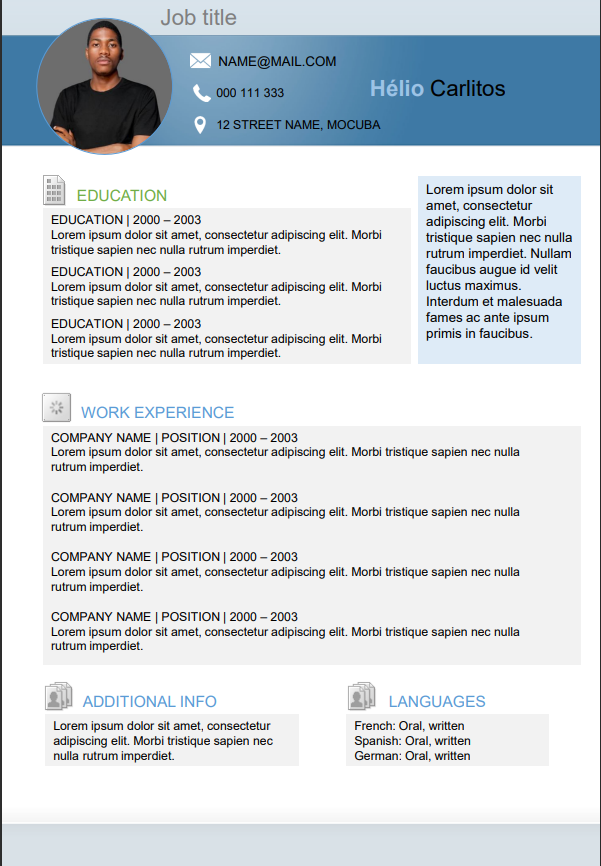 Job title
NAME@MAIL.COM
000 111 333
12 STREET NAME, MOCUBA
Hélio Carlitos
EDUCATION
EDUCATION | 2000 – 2003
Lorem ipsum dolor sit amet, consectetur adipiscing elit. Morbi
tristique sapien nec nulla rutrum imperdiet.
EDUCATION | 2000 – 2003
Lorem ipsum dolor sit amet, consectetur adipiscing elit. Morbi
tristique sapien nec nulla rutrum imperdiet.
EDUCATION | 2000 – 2003
Lorem ipsum dolor sit amet, consectetur adipiscing elit. Morbi
tristique sapien nec nulla rutrum imperdiet.
Lorem ipsum dolor sit
amet, consectetur
adipiscing elit. Morbi
tristique sapien nec nulla
rutrum imperdiet. Nullam
faucibus augue id velit
luctus maximus.
Interdum et malesuada
fames ac ante ipsum
primis in faucibus.
WORK EXPERIENCE
COMPANY NAME | POSITION | 2000 – 2003
Lorem ipsum dolor sit amet, consectetur adipiscing elit. Morbi tristique sapien nec nulla
rutrum imperdiet.
COMPANY NAME | POSITION | 2000 – 2003
Lorem ipsum dolor sit amet, consectetur adipiscing elit. Morbi tristique sapien nec nulla
rutrum imperdiet.
COMPANY NAME | POSITION | 2000 – 2003
Lorem ipsum dolor sit amet, consectetur adipiscing elit. Morbi tristique sapien nec nulla
rutrum imperdiet.
COMPANY NAME | POSITION | 2000 – 2003
Lorem ipsum dolor sit amet, consectetur adipiscing elit. Morbi tristique sapien nec nulla
rutrum imperdiet.
ADDITIONAL INFO
Lorem ipsum dolor sit amet, consectetur
adipiscing elit. Morbi tristique sapien nec
nulla rutrum imperdiet.
LANGUAGES
French: Oral, written
Spanish: Oral, written
German: Oral, written